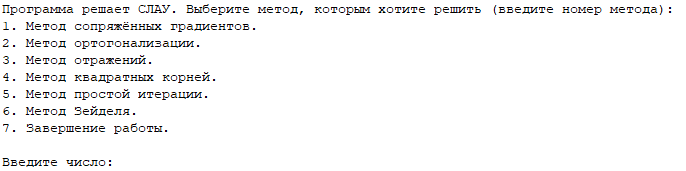 Программа решает СЛАУ. Выберите метод, которым хотите решить (введите номер метода):
1. Метод сопряжённых градиентов.
2. Метод ортогонализации.
3. Метод отражений.
4. Метод квадратных корней.
5. Метод простой итерации.
6. Метод Зейделя.
7. Завершение работы.
Введите число: